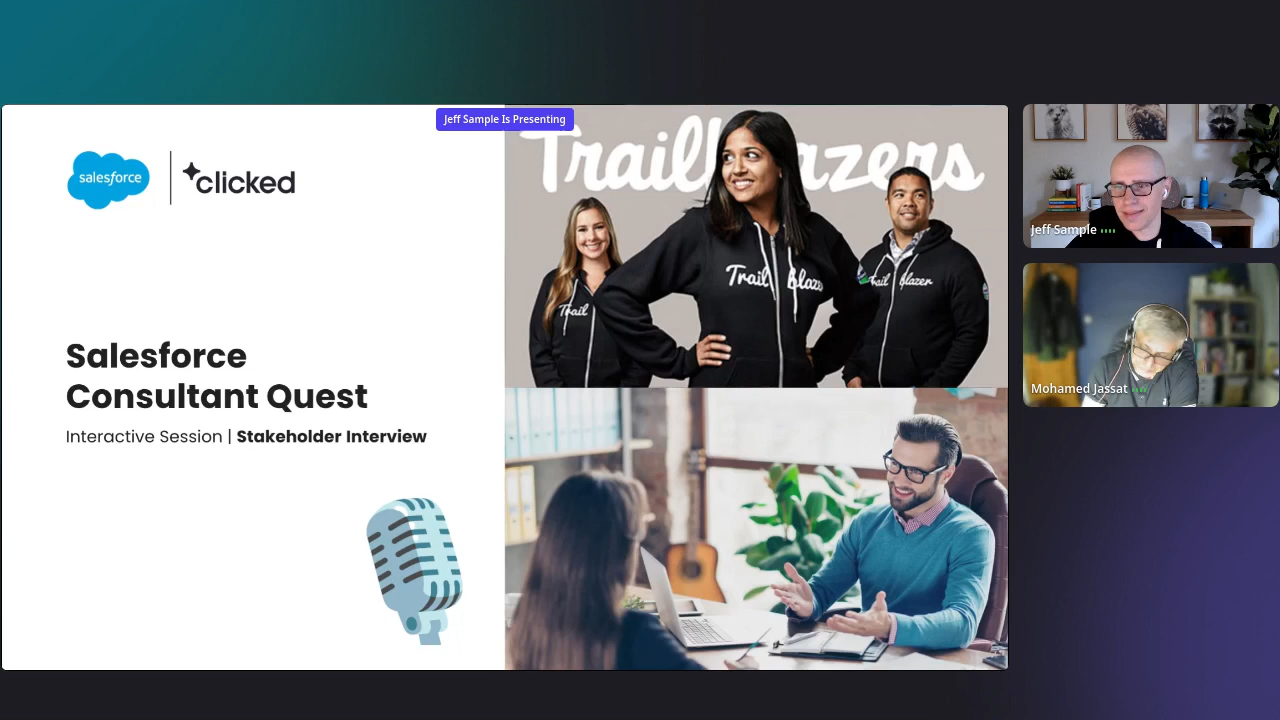 Jeff Sample Is Presenting
salesforce
clicked
Trailblazers
Trailblazer
Trail
Trailblazer
Salesforce
Consultant Quest
Interactive Session | Stakeholder Interview
Jeff Sample
Mohamed Jassat